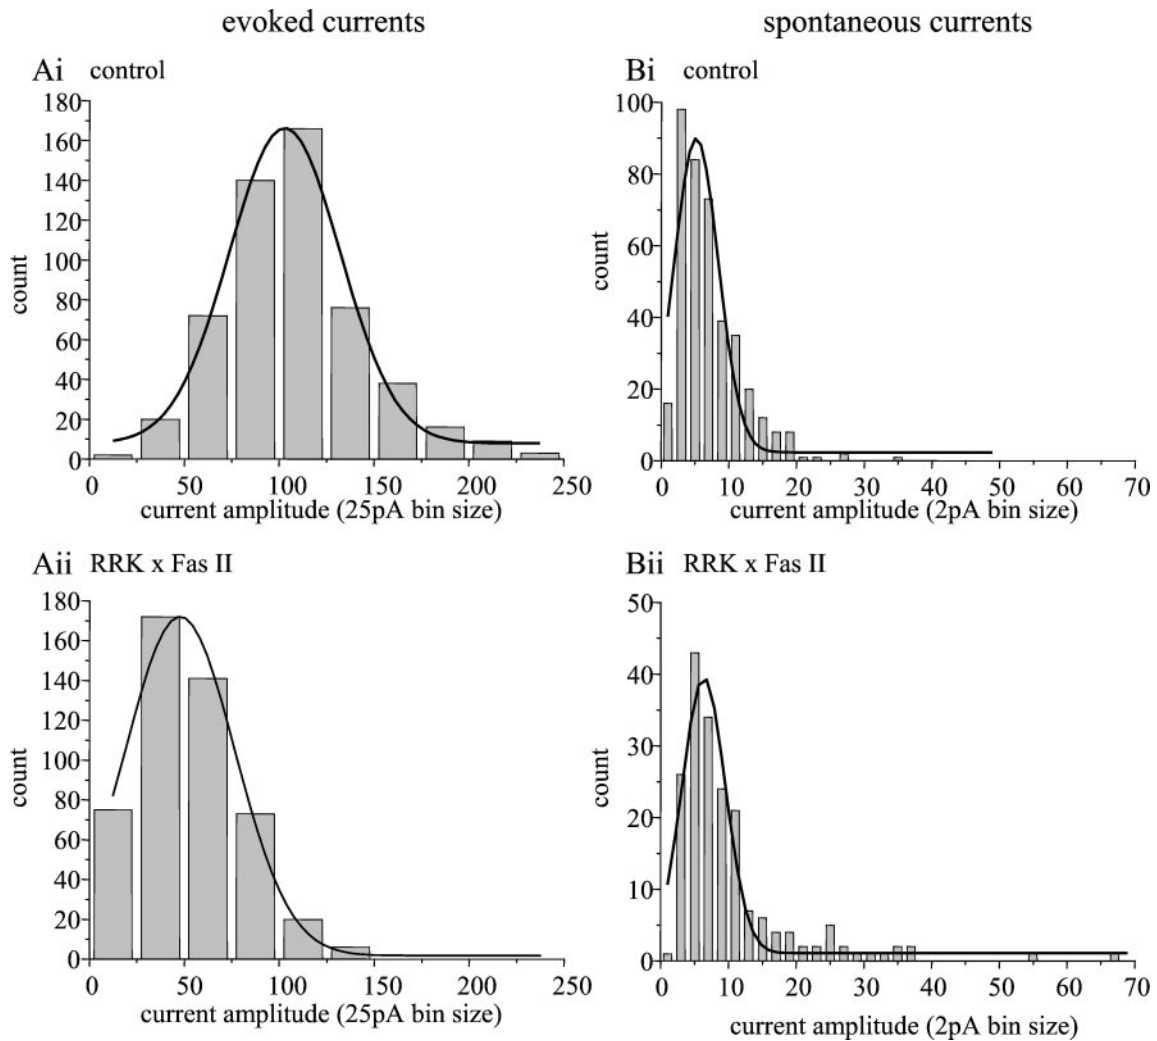 evoked currents
spontaneous currents
Ai control
180
160
140
120
100
80
60
40
20
0
count
0 50 100 150 200 250
current amplitude (25pA bin size)
Bi control
100
80
60
40
20
0
count
0 10 20 30 40 50 60 70
current amplitude (2pA bin size)
Aii RRK x Fas II
180
160
140
120
100
80
60
40
20
0
count
0 50 100 150 200 250
current amplitude (25pA bin size)
Bii RRK x Fas II
50
40
30
20
10
0
count
0 10 20 30 40 50 60 70
current amplitude (2pA bin size)